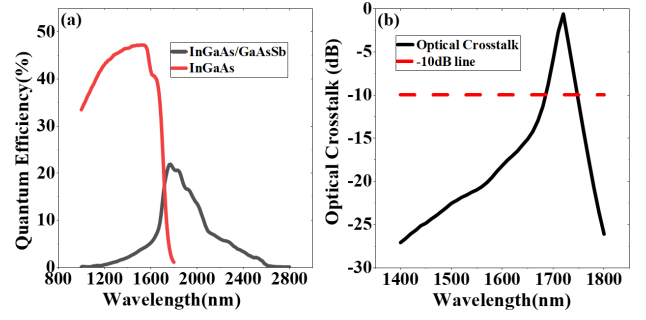 (a)
InGaAs/GaAsSb
InGaAs
Quantum Efficiency(%)
50
40
30
20
10
0
800 1200 1600 2000 2400 2800
Wavelength(nm)
(b)
Optical Crosstalk
-10dB line
Optical Crosstalk (dB)
0
-5
-10
-15
-20
-25
-30
1400 1500 1600 1700 1800
Wavelength(nm)